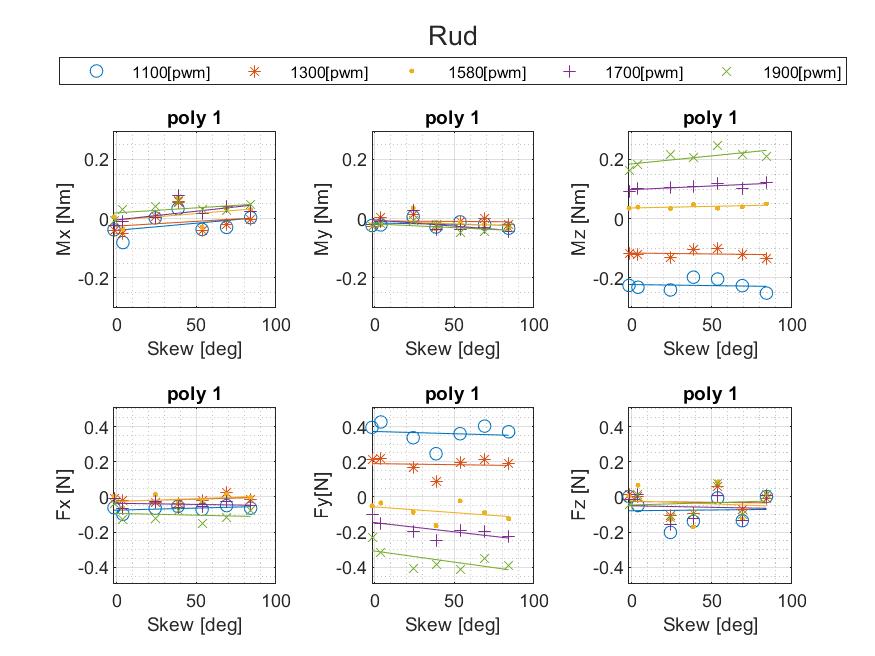 Rud
1100[pwm] 1300[pwm] 1580[pwm] 1700[pwm] 1900[pwm]
poly 1 poly 1 poly 1
0.2 0.2 0.2
Mx [Nm] My [Nm] Mz [Nm]
0 0 0
-0.2 -0.2 -0.2
0 50 100 0 50 100 0 50 100
Skew [deg] Skew [deg] Skew [deg]
poly 1 poly 1 poly 1
0.4 0.4 0.4
0.2 0.2 0.2
Fx [N] Fy[N] Fz [N]
0 0 0
-0.2 -0.2 -0.2
-0.4 -0.4 -0.4
0 50 100 0 50 100 0 50 100
Skew [deg] Skew [deg] Skew [deg]